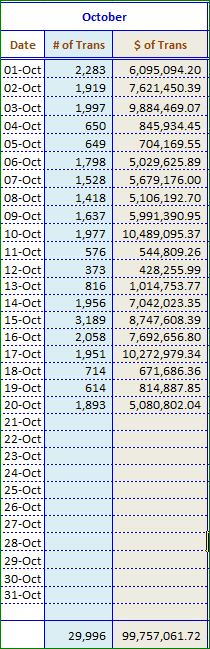 October
Date # of Trans $ of Trans
01-Oct 2,283 6,095,094.20
02-Oct 1,919 7,621,450.39
03-Oct 1,997 9,884,469.07
04-Oct 650 845,934.45
05-Oct 649 704,169.55
06-Oct 1,798 5,029,625.89
07-Oct 1,528 5,679,176.00
08-Oct 1,418 5,106,192.70
09-Oct 1,637 5,991,390.95
10-Oct 1,977 10,489,095.37
11-Oct 576 544,809.26
12-Oct 373 428,255.99
13-Oct 816 1,014,753.77
14-Oct 1,956 7,042,023.35
15-Oct 3,189 8,747,608.39
16-Oct 2,058 7,692,656.80
17-Oct 1,951 10,272,979.34
18-Oct 714 671,686.36
19-Oct 614 814,887.85
20-Oct 1,893 5,080,802.04
21-Oct
22-Oct
23-Oct
24-Oct
25-Oct
26-Oct
27-Oct
28-Oct
29-Oct
30-Oct
31-Oct
29,996 99,757,061.72